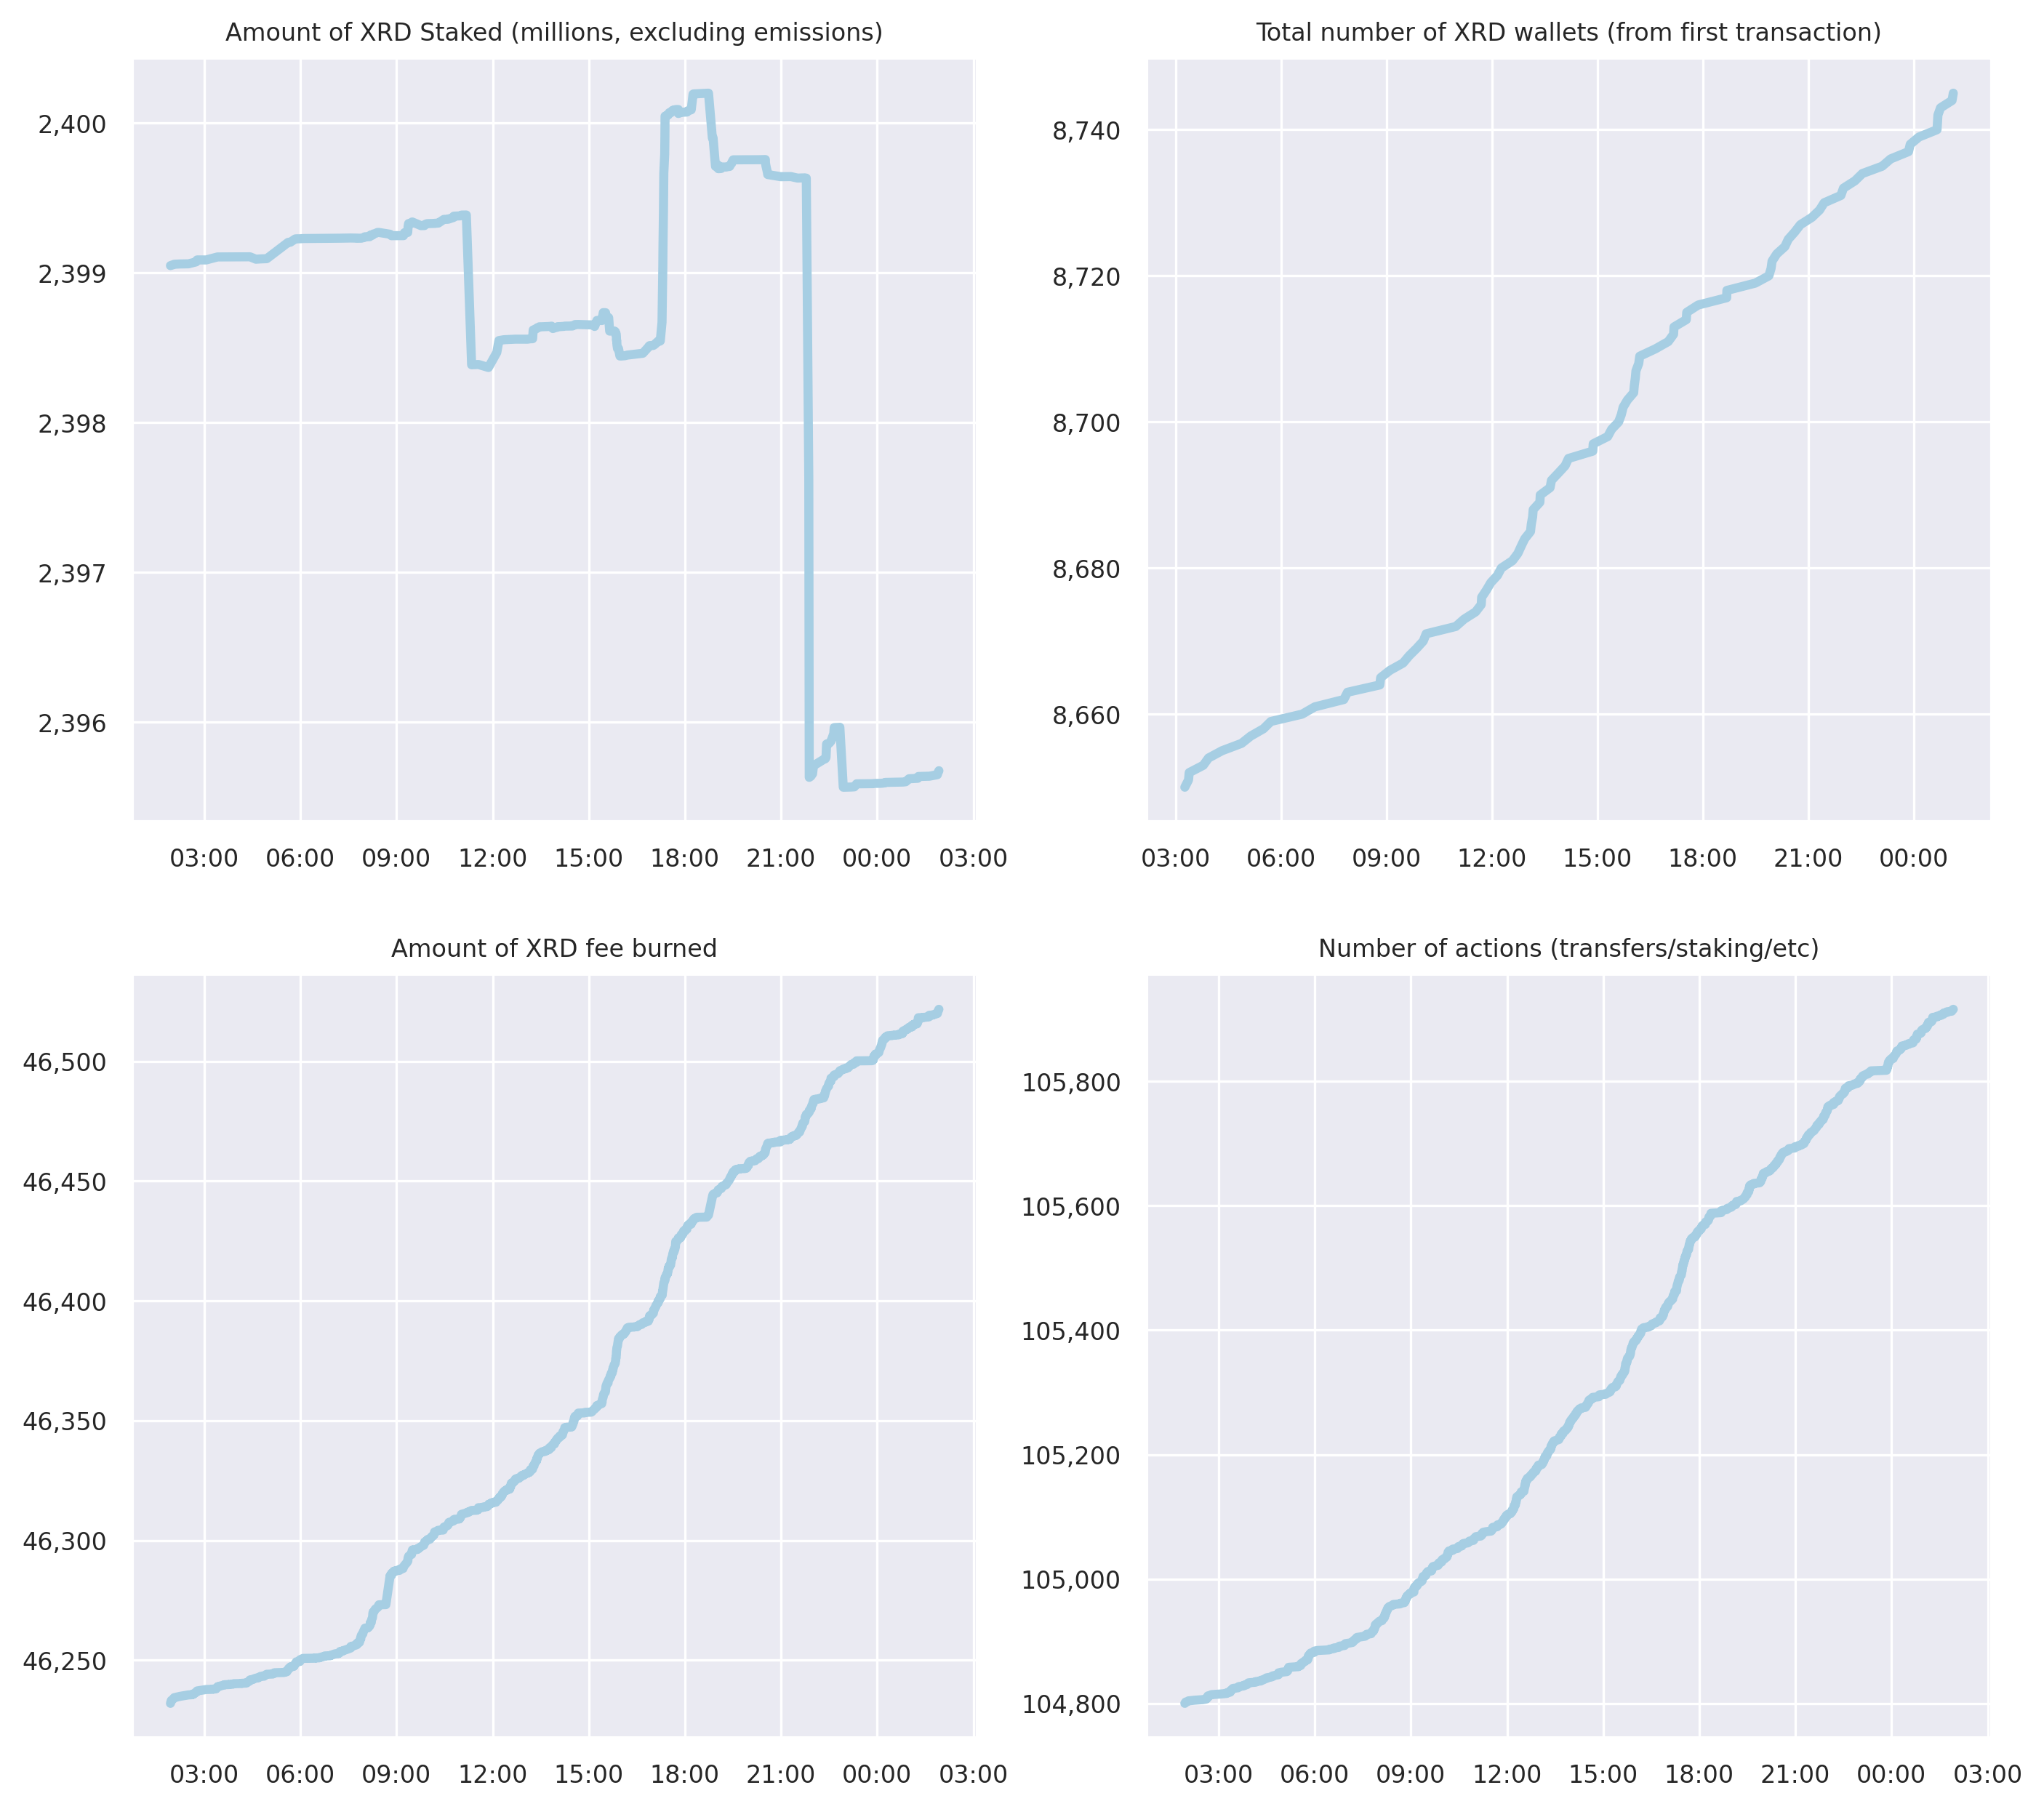 Amount of XRD Staked (millions, excluding emissions)
2,400
2,399
2,398
2,397
2,396
03:00 06:00 09:00 12:00 15:00 18:00 21:00 00:00 03:00
Total number of XRD wallets (from first transaction)
8,740
8,720
8,700
8,680
8,660
03:00 06:00 09:00 12:00 15:00 18:00 21:00 00:00
Amount of XRD fee burned
46,500
46,450
46,400
46,350
46,300
46,250
03:00 06:00 09:00 12:00 15:00 18:00 21:00 00:00 03:00
Number of actions (transfers/staking/etc)
105,800
105,600
105,400
105,200
105,000
104,800
03:00 06:00 09:00 12:00 15:00 18:00 21:00 00:00 03:00